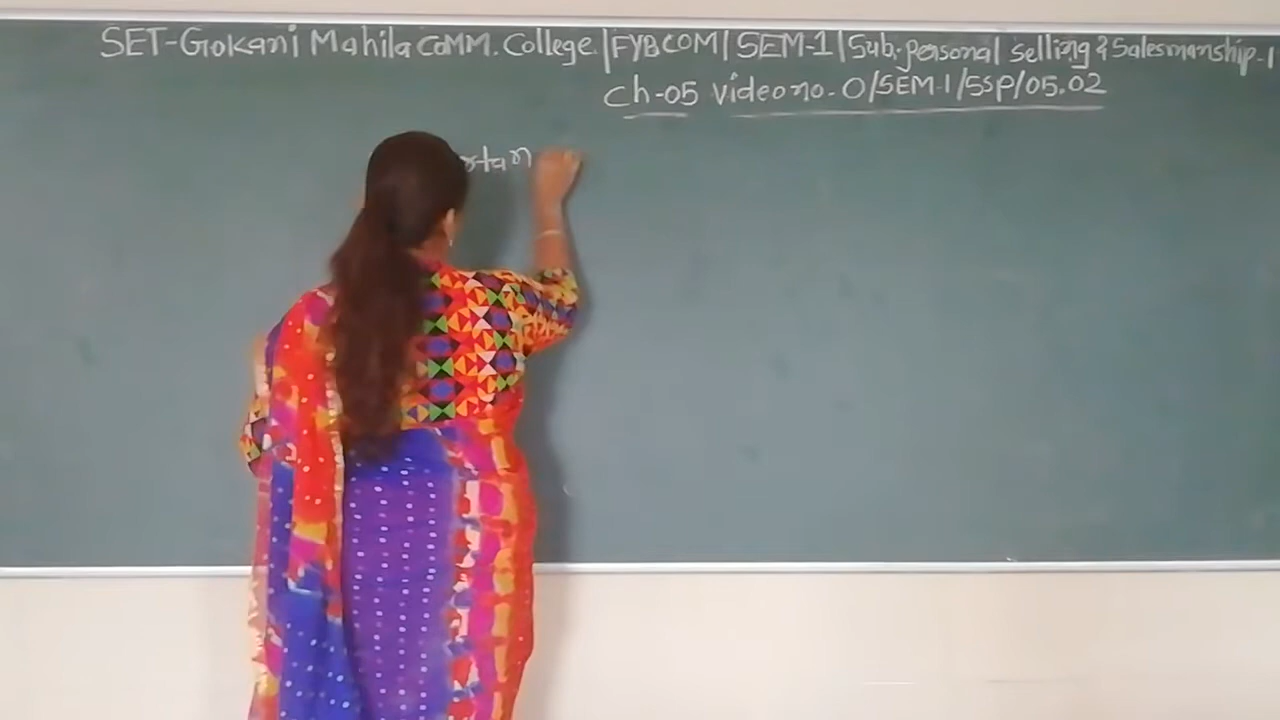 SET-Gokani Mahila COMM. College | FYBCOM | SEM-1 | Sub. personal selling & Salesmanship-1
Ch-05 video no. O/SEM-1/SSP/05.02
rtan